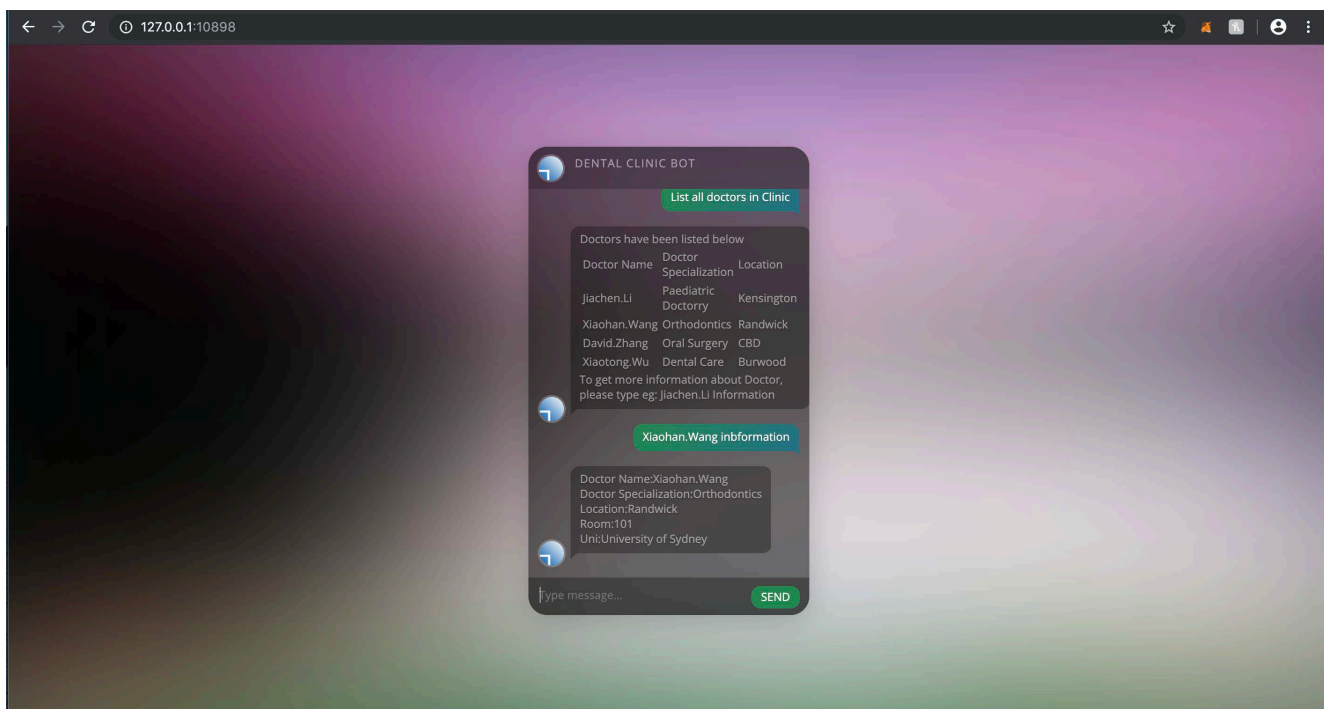 127.0.0.1:10898
DENTAL CLINIC BOT
List all doctors in Clinic
Doctors have been listed below
Doctor Name Doctor Specialization Location
Jiachen.Li Paediatric Doctorry Kensington
Xiaohan.Wang Orthodontics Randwick
David.Zhang Oral Surgery CBD
Xiaotong.Wu Dental Care Burwood
To get more information about Doctor,
please type eg: Jiachen.Li Information
Xiaohan.Wang inbformation
Doctor Name:Xiaohan.Wang
Doctor Specialization:Orthodontics
Location:Randwick
Room:101
Uni:University of Sydney
Type message...
SEND